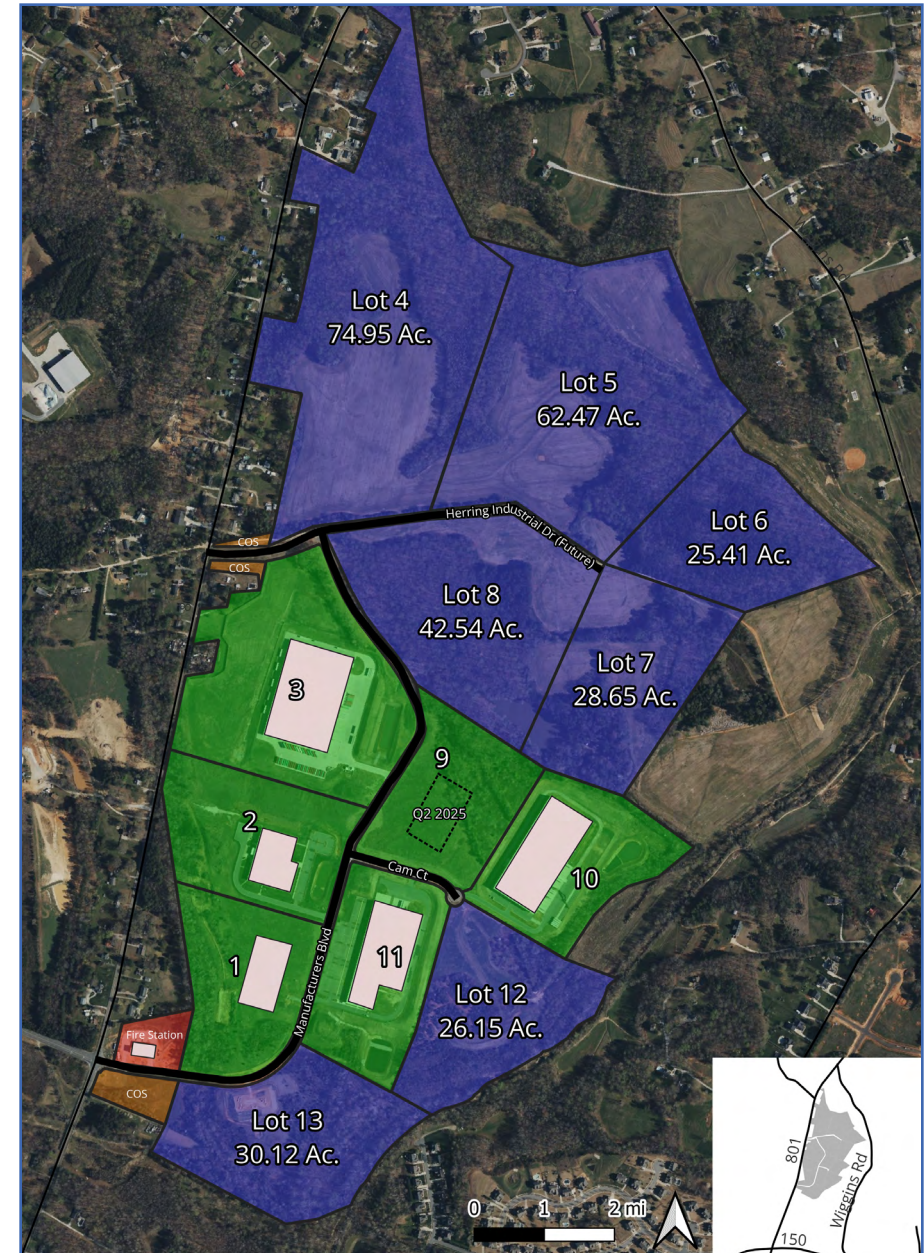 Lot 4
74.95 Ac.
Lot 5
62.47 Ac.
Lot 6
25.41 Ac.
Herring Industrial Dr (Future)
COS
COS
Lot 8
42.54 Ac.
Lot 7
28.65 Ac.
3
9
Q2 2025
2
Cam Ct
10
11
1
Manufacturers Blvd
Lot 12
26.15 Ac.
Fire Station
COS
Lot 13
30.12 Ac.
0 1 2 mi
801
Wiggins Rd
150